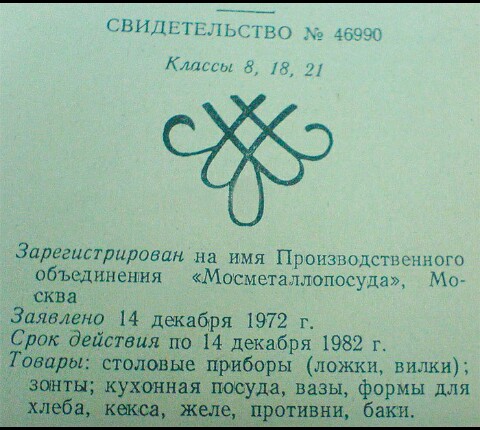 СВИДЕТЕЛЬСТВО № 46990
Классы 8, 18, 21
Зарегистрирован на имя Производственного
объединения «Мосметаллопосуда», Мо-
сква
Заявлено 14 декабря 1972 г.
Срок действия по 14 декабря 1982 г.
Товары: столовые приборы (ложки, вилки);
зонты; кухонная посуда, вазы, формы для
хлеба, кекса, желе, противни, баки.